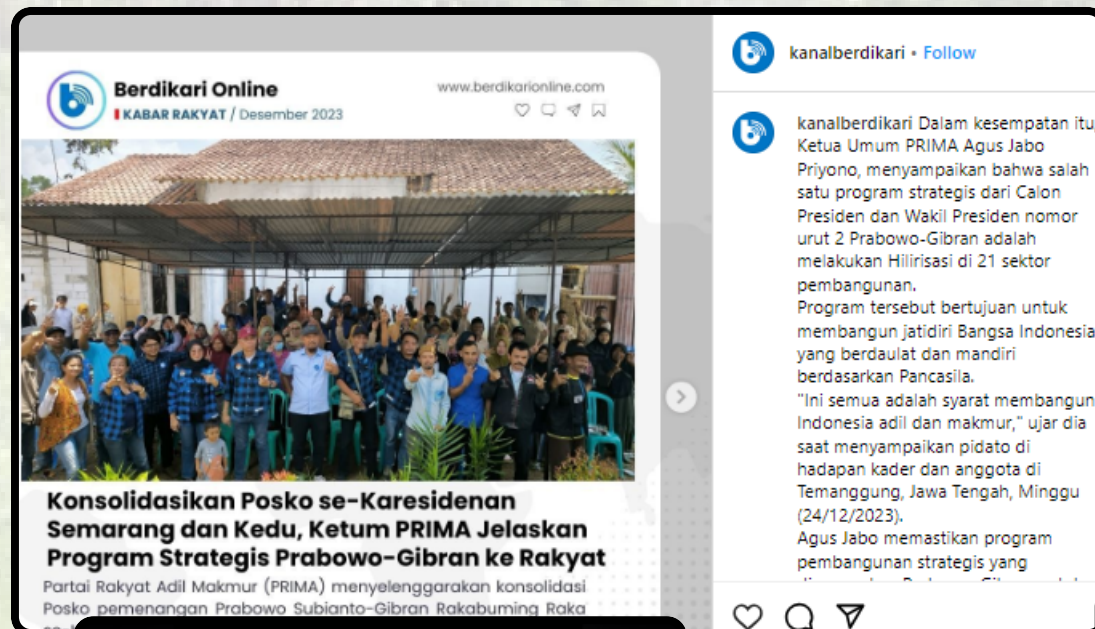 Berdikari Online
KABAR RAKYAT / Desember 2023
www.berdikarionline.com
Konsolidasikan Posko se-Karesidenan
Semarang dan Kedu, Ketum PRIMA Jelaskan
Program Strategis Prabowo-Gibran ke Rakyat
Partai Rakyat Adil Makmur (PRIMA) menyelenggarakan konsolidasi
Posko pemenangan Prabowo Subianto-Gibran Rakabuming Raka
kanalberdikari • Follow
kanalberdikari Dalam kesempatan itu,
Ketua Umum PRIMA Agus Jabo
Priyono, menyampaikan bahwa salah
satu program strategis dari Calon
Presiden dan Wakil Presiden nomor
urut 2 Prabowo-Gibran adalah
melakukan Hilirisasi di 21 sektor
pembangunan.
Program tersebut bertujuan untuk
membangun jatidiri Bangsa Indonesia
yang berdaulat dan mandiri
berdasarkan Pancasila.
"Ini semua adalah syarat membangun
Indonesia adil dan makmur," ujar dia
saat menyampaikan pidato di
hadapan kader dan anggota di
Temanggung, Jawa Tengah, Minggu
(24/12/2023).
Agus Jabo memastikan program
pembangunan strategis yang